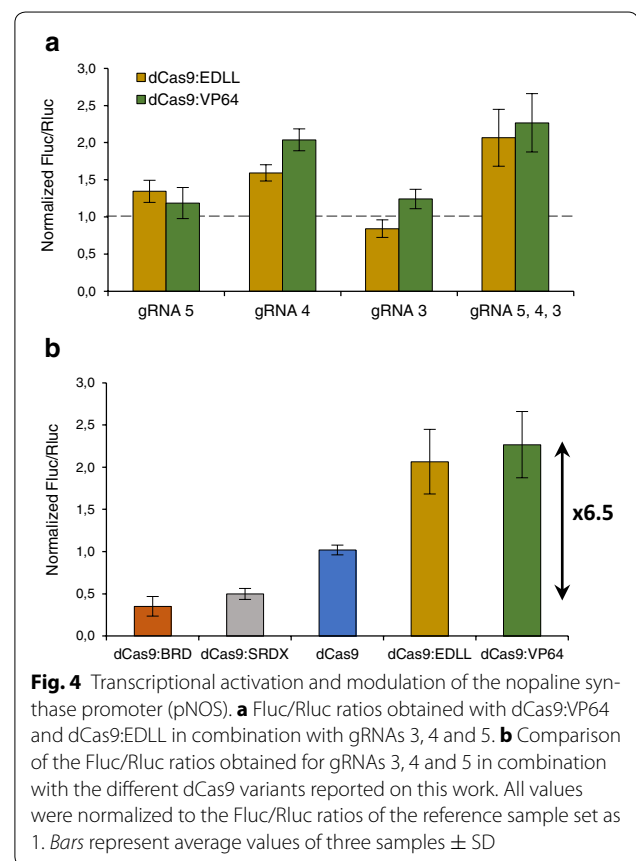 a
3,0
dCas9:EDLL
dCas9:VP64
2,5
2,0
1,5
1,0
0,5
0,0
Normalized Fluc/Rluc
gRNA 5
gRNA 4
gRNA 3
gRNA 5, 4, 3
b
3,0
2,5
2,0
1,5
1,0
0,5
0,0
Normalized Fluc/Rluc
x6.5
dCas9:BRD
dCas9:SRDX
dCas9
dCas9:EDLL
dCas9:VP64
Fig. 4 Transcriptional activation and modulation of the nopaline syn-
thase promoter (pNOS). a Fluc/Rluc ratios obtained with dCas9:VP64
and dCas9:EDLL in combination with gRNAs 3, 4 and 5. b Comparison
of the Fluc/Rluc ratios obtained for gRNAs 3, 4 and 5 in combination
with the different dCas9 variants reported on this work. All values
were normalized to the Fluc/Rluc ratios of the reference sample set as
1. Bars represent average values of three samples ± SD